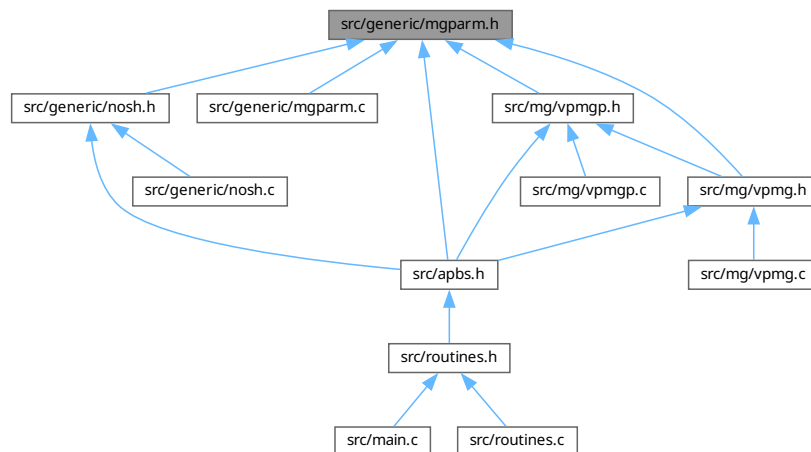 src/generic/mgparm.h
src/generic/nosh.h
src/generic/mgparm.c
src/mg/vpmgp.h
src/generic/nosh.c
src/mg/vpmgp.c
src/mg/vpmg.h
src/apbs.h
src/mg/vpmg.c
src/routines.h
src/main.c
src/routines.c